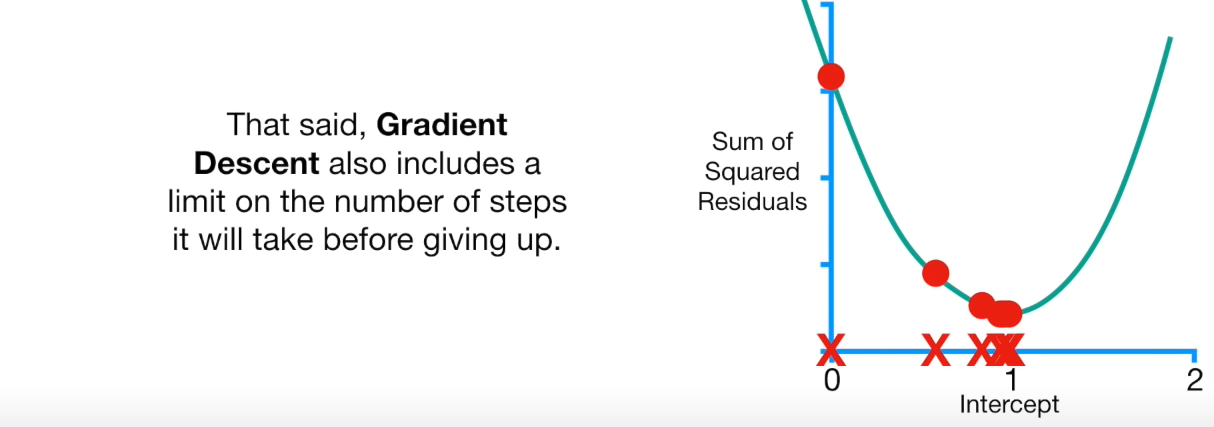 That said, Gradient
Descent also includes a
limit on the number of steps
it will take before giving up.
Sum of
Squared
Residuals
0
1
2
Intercept